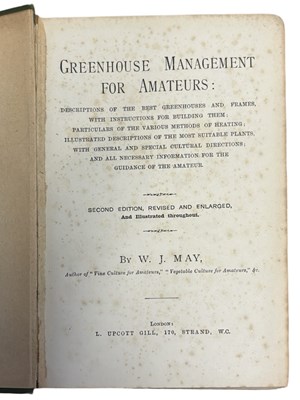 GREENHOUSE MANAGEMENT
FOR AMATEURS:
DESCRIPTIONS OF THE BEST GREENHOUSES AND FRAMES,
WITH INSTRUCTIONS FOR BUILDING THEM;
PARTICULARS OF THE VARIOUS METHODS OF HEATING;
ILLUSTRATED DESCRIPTIONS OF THE MOST SUITABLE PLANTS,
WITH GENERAL AND SPECIAL CULTURAL DIRECTIONS;
AND ALL NECESSARY INFORMATION FOR THE
GUIDANCE OF THE AMATEUR.
SECOND EDITION, REVISED AND ENLARGED,
And Illustrated throughout.
BY W. J. MAY,
Author of "Vine Culture for Amateurs," "Vegetable Culture for Amateurs," &c.
LONDON:
L. UPCOTT GILL, 170, STRAND, W.C.